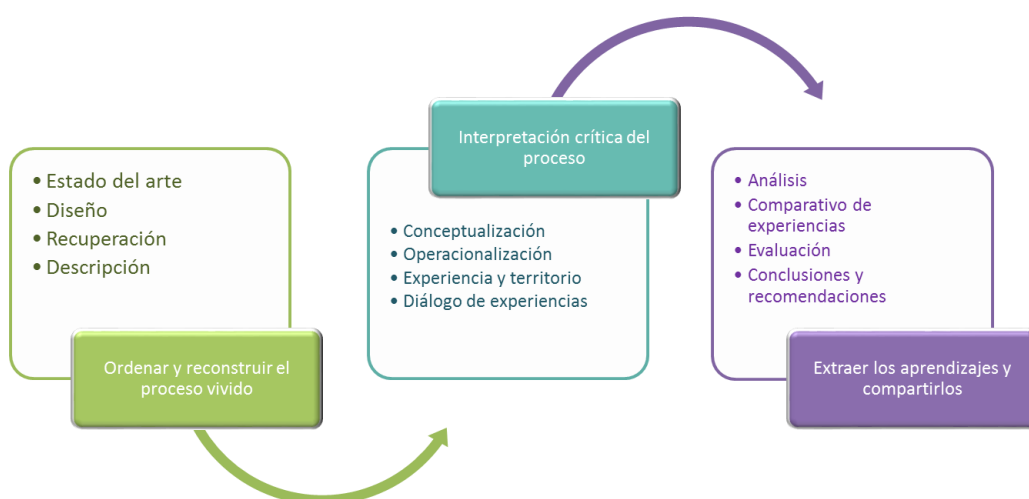 • Estado del arte
• Diseño
• Recuperación
• Descripción
Ordenar y reconstruir el
proceso vivido
Interpretación crítica del
proceso
• Conceptualización
• Operacionalización
• Experiencia y territorio
• Diálogo de experiencias
• Análisis
• Comparativo de
experiencias
• Evaluación
• Conclusiones y
recomendaciones
Extraer los aprendizajes y
compartirlos